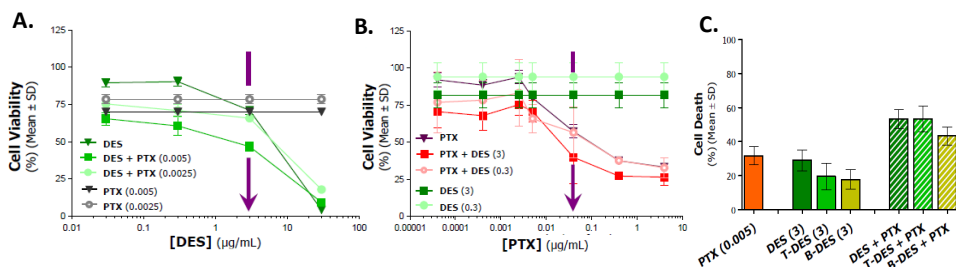 A.
Cell Viability
(%) (Mean ± SD)
125
100
75
50
25
0
DES
DES + PTX (0.005)
DES + PTX (0.0025)
PTX (0.005)
PTX (0.0025)
0.01
0.1
1
10
100
[DES] (µg/mL)
B.
Cell Viability
(%) (Mean ± SD)
125
100
75
50
25
0
PTX
PTX + DES (3)
PTX + DES (0.3)
DES (3)
DES (0.3)
0.00001
0.0001
0.001
0.01
0.1
1
10
[PTX] (µg/mL)
C.
Cell Death
(%) (Mean ± SD)
100
80
60
40
20
0
PTX (0.005)
DES (3)
T-DES (3)
B-DES (3)
DES + PTX
T-DES + PTX
B-DES + PTX